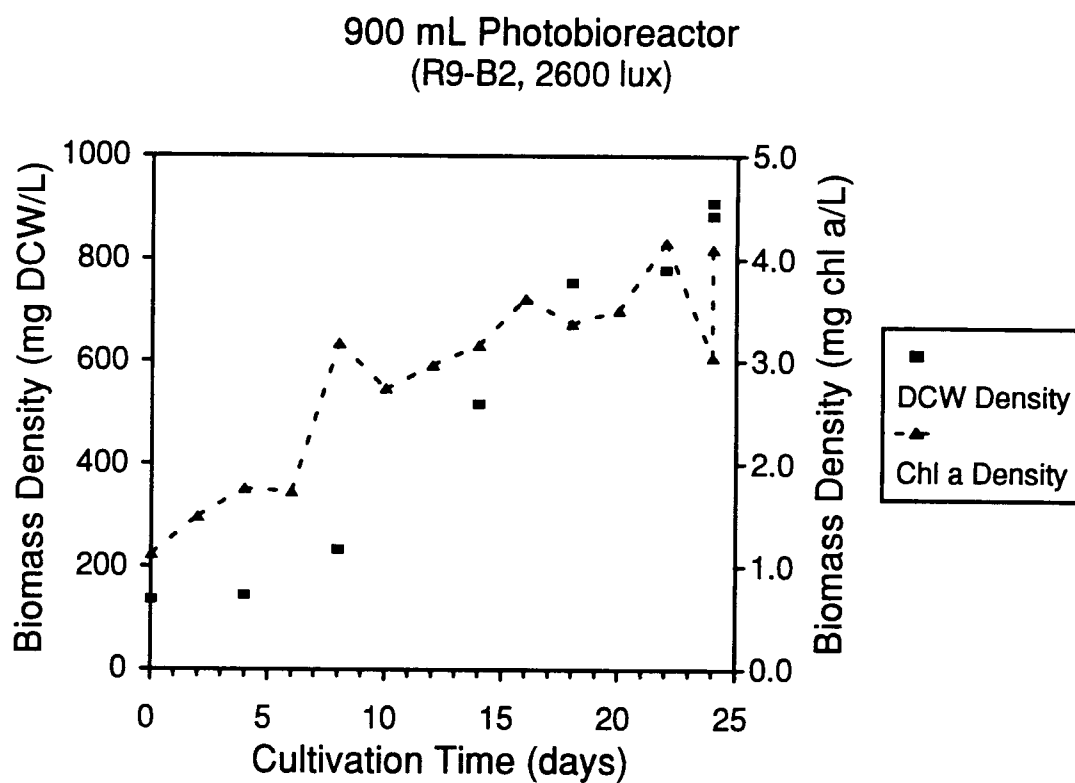 900 mL Photobioreactor
(R9-B2, 2600 lux)
Biomass Density (mg DCW/L)
1000
800
600
400
200
0
5.0
4.0
3.0
2.0
1.0
0.0
Biomass Density (mg chl a/L)
0 5 10 15 20 25
Cultivation Time (days)
DCW Density
Chl a Density